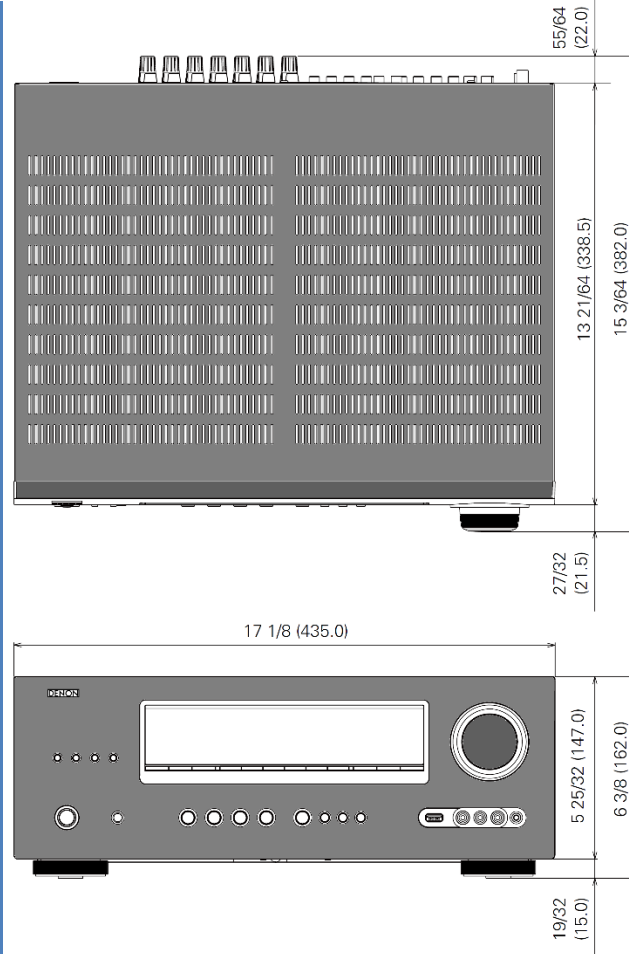 55/64
(22.0)
13 21/64 (338.5)
15 3/64 (382.0)
27/32
(21.5)
17 1/8 (435.0)
DENON
5 25/32 (147.0)
6 3/8 (162.0)
19/32
(15.0)